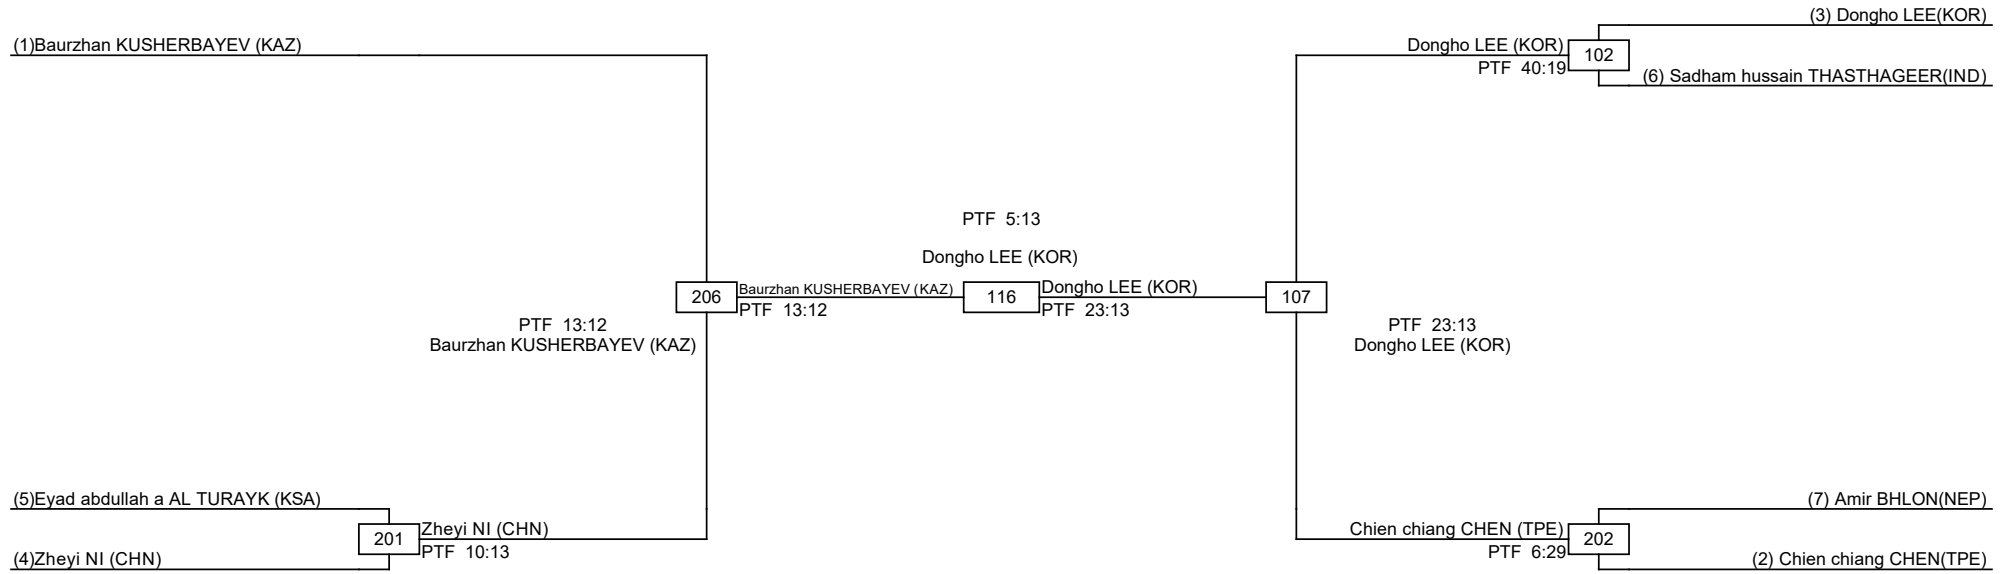 (3) Dongho LEE(KOR)
(1)Baurzhan KUSHERBAYEV (KAZ)
Dongho LEE (KOR)
102
PTF 40:19
(6) Sadham hussain THASTHAGEER(IND)
PTF 5:13
Dongho LEE (KOR)
206
Baurzhan KUSHERBAYEV (KAZ)
116
Dongho LEE (KOR)
107
PTF 13:12
PTF 23:13
PTF 13:12
Baurzhan KUSHERBAYEV (KAZ)
PTF 23:13
Dongho LEE (KOR)
(5)Eyad abdullah a AL TURAYK (KSA)
(7) Amir BHLON(NEP)
201
Zheyi NI (CHN)
Chien chiang CHEN (TPE)
202
PTF 10:13
PTF 6:29
(4)Zheyi NI (CHN)
(2) Chien chiang CHEN(TPE)